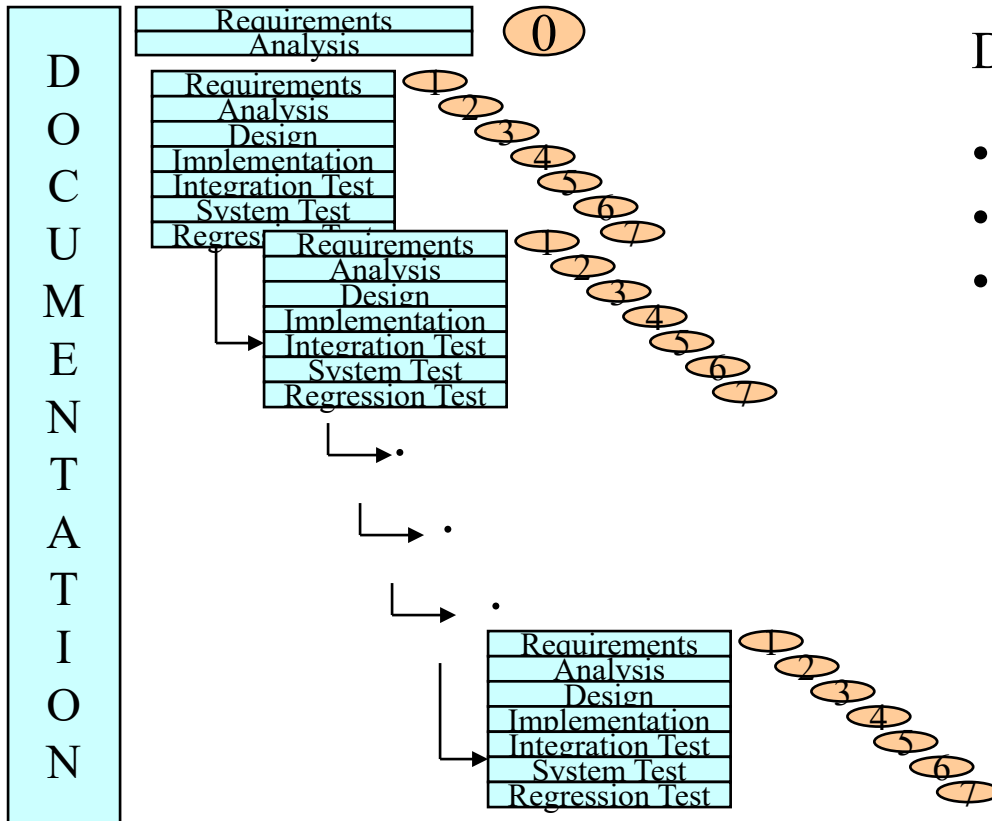 DOCUMENTATION
Requirements
Analysis
0
D
Requirements 1
Analysis 2
Design 3
Implementation 4
Integration Test 5
System Test 6
Regression Test 7
Requirements 1
Analysis 2
Design 3
Implementation 4
Integration Test 5
System Test 6
Regression Test 7
Requirements 1
Analysis 2
Design 3
Implementation 4
Integration Test 5
System Test 6
Regression Test 7